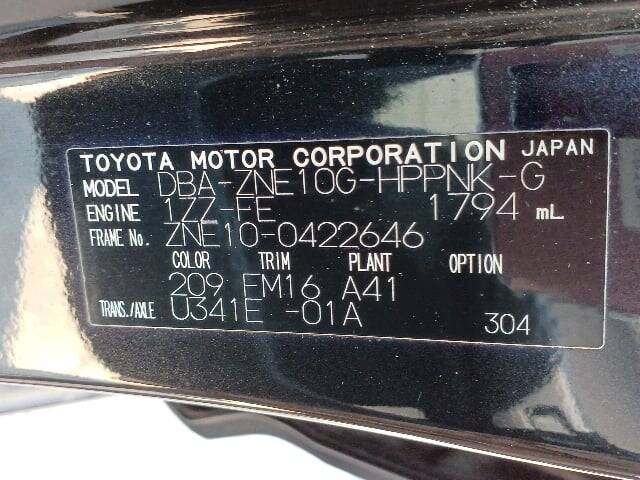 TOYOTA MOTOR CORPORATION JAPAN
MODEL DBA-ZNE10G-HPPNK-G
ENGINE 1ZZ-FE 1794 mL
FRAME No. ZNE10-0422646
COLOR TRIM PLANT OPTION
209 FM16 A41
TRANS./AXLE U341E -01A 304